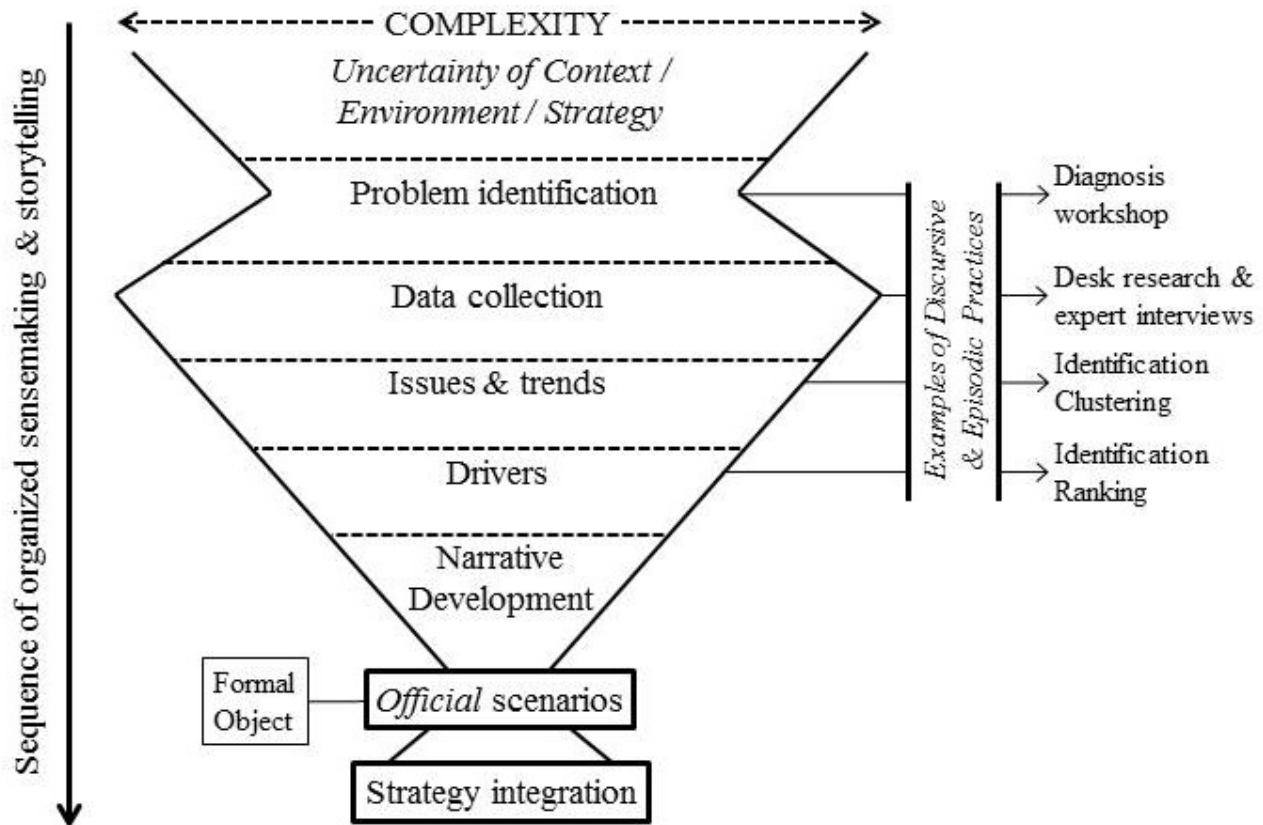 COMPLEXITY
Uncertainty of Context /
Environment / Strategy
Problem identification
Data collection
Issues & trends
Drivers
Narrative
Development
Official scenarios
Strategy integration
Formal
Object
Sequence of organized sensemaking & storytelling
Examples of Discursive
& Episodic Practices
Diagnosis
workshop
Desk research &
expert interviews
Identification
Clustering
Identification
Ranking